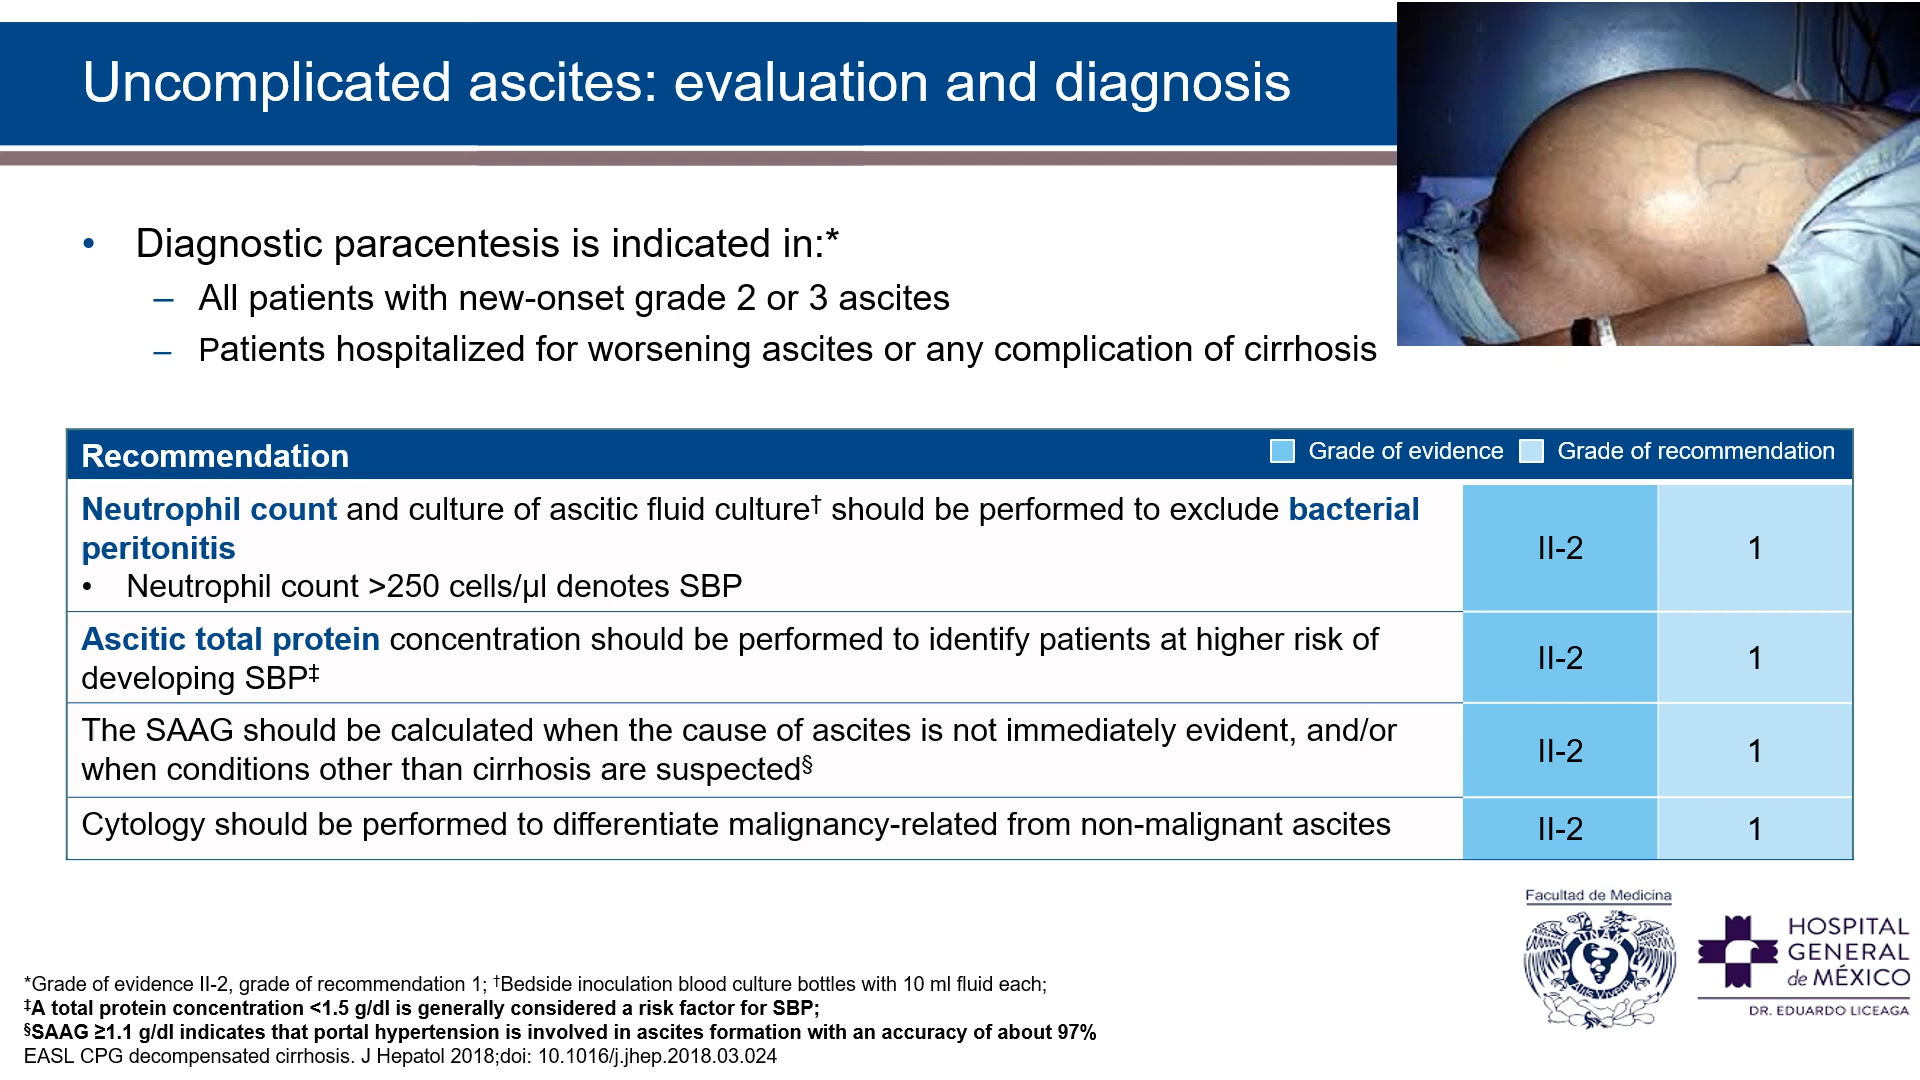 Uncomplicated ascites: evaluation and diagnosis
• Diagnostic paracentesis is indicated in:*
– All patients with new-onset grade 2 or 3 ascites
– Patients hospitalized for worsening ascites or any complication of cirrhosis
Recommendation Grade of evidence Grade of recommendation
Neutrophil count and culture of ascitic fluid culture† should be performed to exclude bacterial
peritonitis
• Neutrophil count >250 cells/µl denotes SBP
II-2 1
Ascitic total protein concentration should be performed to identify patients at higher risk of
developing SBP‡
II-2 1
The SAAG should be calculated when the cause of ascites is not immediately evident, and/or
when conditions other than cirrhosis are suspected§
II-2 1
Cytology should be performed to differentiate malignancy-related from non-malignant ascites
II-2 1
*Grade of evidence II-2, grade of recommendation 1; †Bedside inoculation blood culture bottles with 10 ml fluid each;
‡A total protein concentration <1.5 g/dl is generally considered a risk factor for SBP;
§SAAG ≥1.1 g/dl indicates that portal hypertension is involved in ascites formation with an accuracy of about 97%
EASL CPG decompensated cirrhosis. J Hepatol 2018;doi: 10.1016/j.jhep.2018.03.024
Facultad de Medicina
UNAM
HOSPITAL
GENERAL
de MÉXICO
DR. EDUARDO LICEAGA